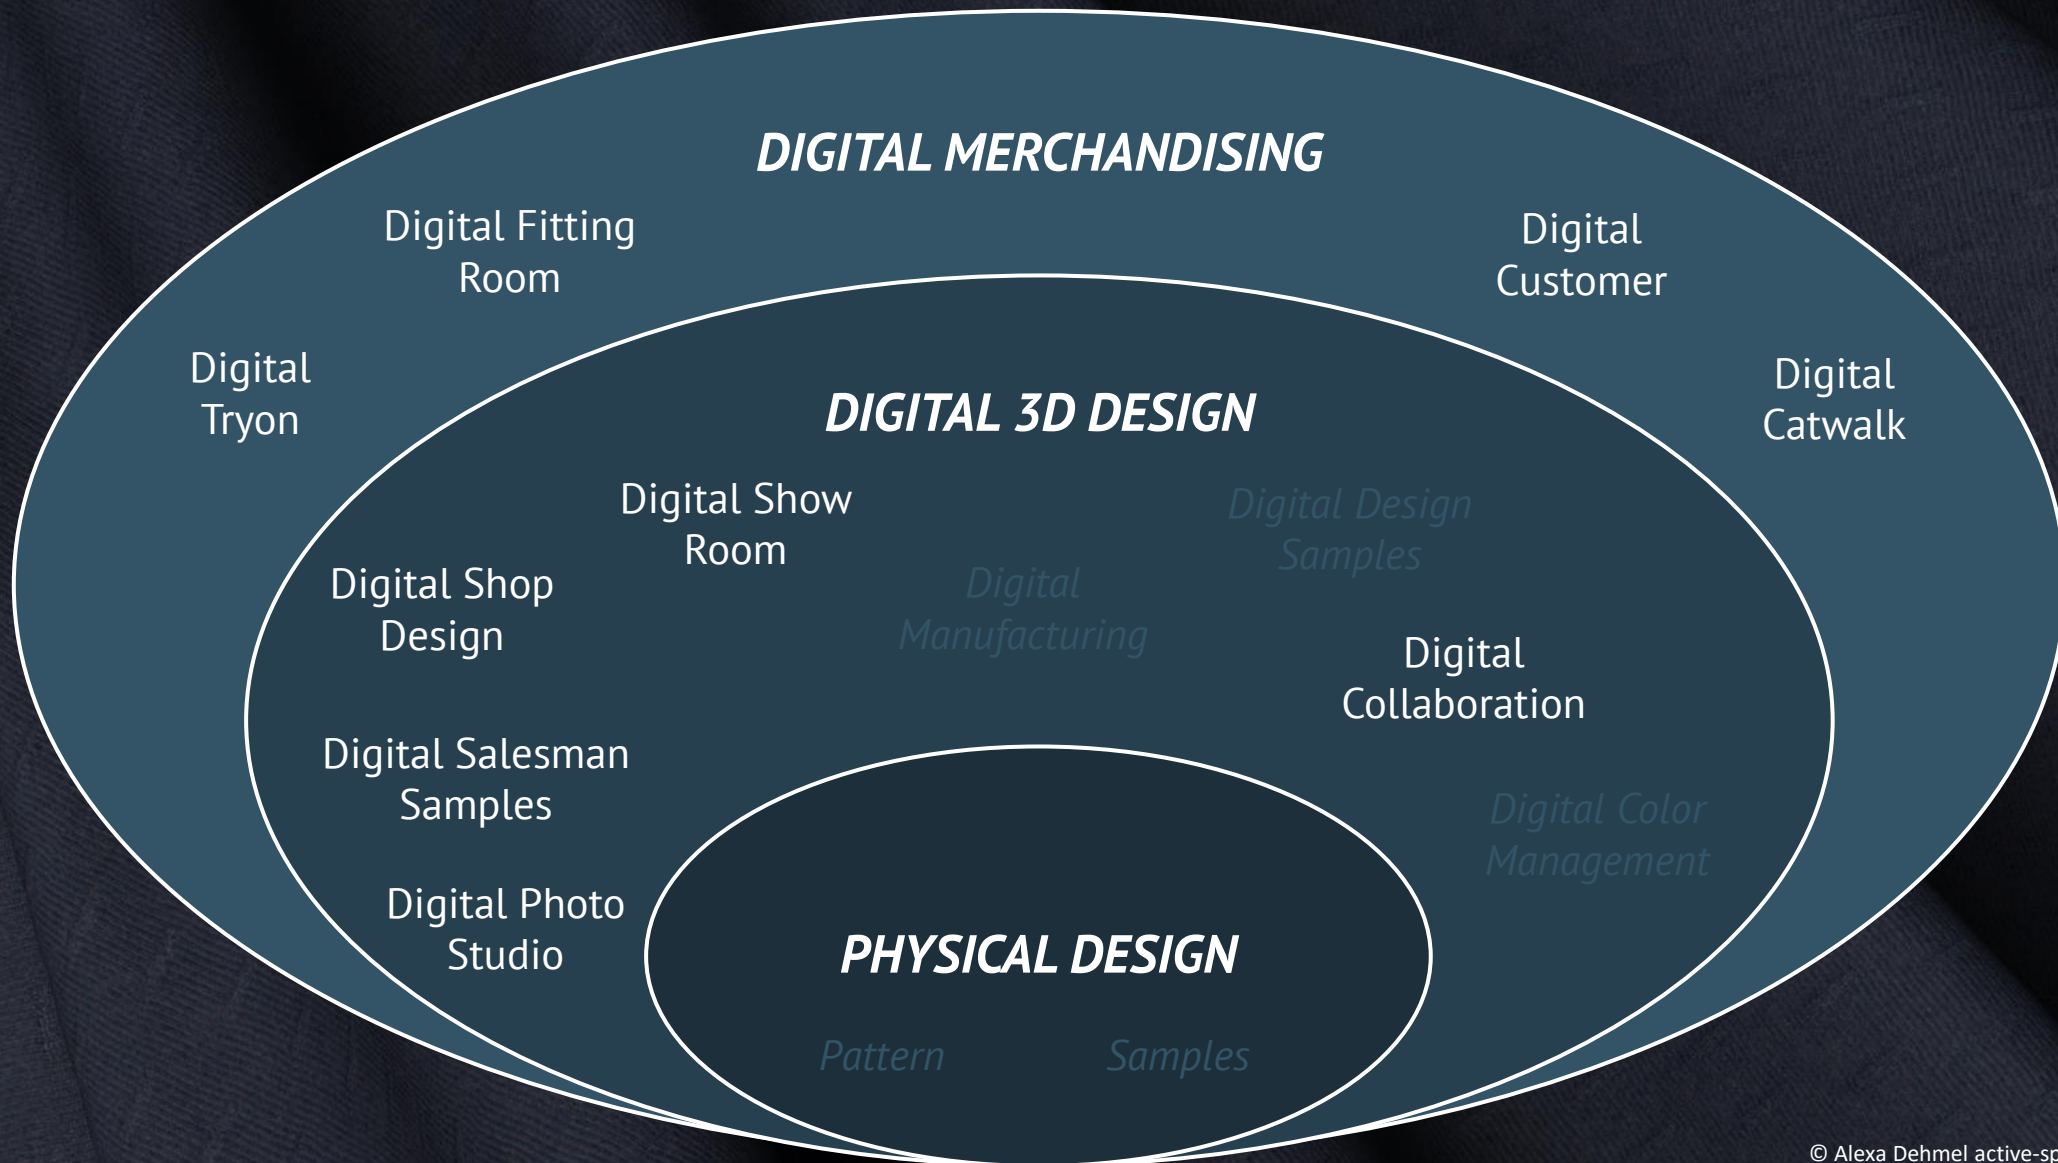 DIGITAL MERCHANDISING
Digital Fitting
Room
Digital
Customer
Digital
Tryon
Digital
Catwalk
DIGITAL 3D DESIGN
Digital Show
Room
Digital Design
Samples
Digital Shop
Design
Digital
Manufacturing
Digital
Collaboration
Digital Salesman
Samples
Digital Color
Management
Digital Photo
Studio
PHYSICAL DESIGN
Pattern
Samples
© Alexa Dehmel active-sp